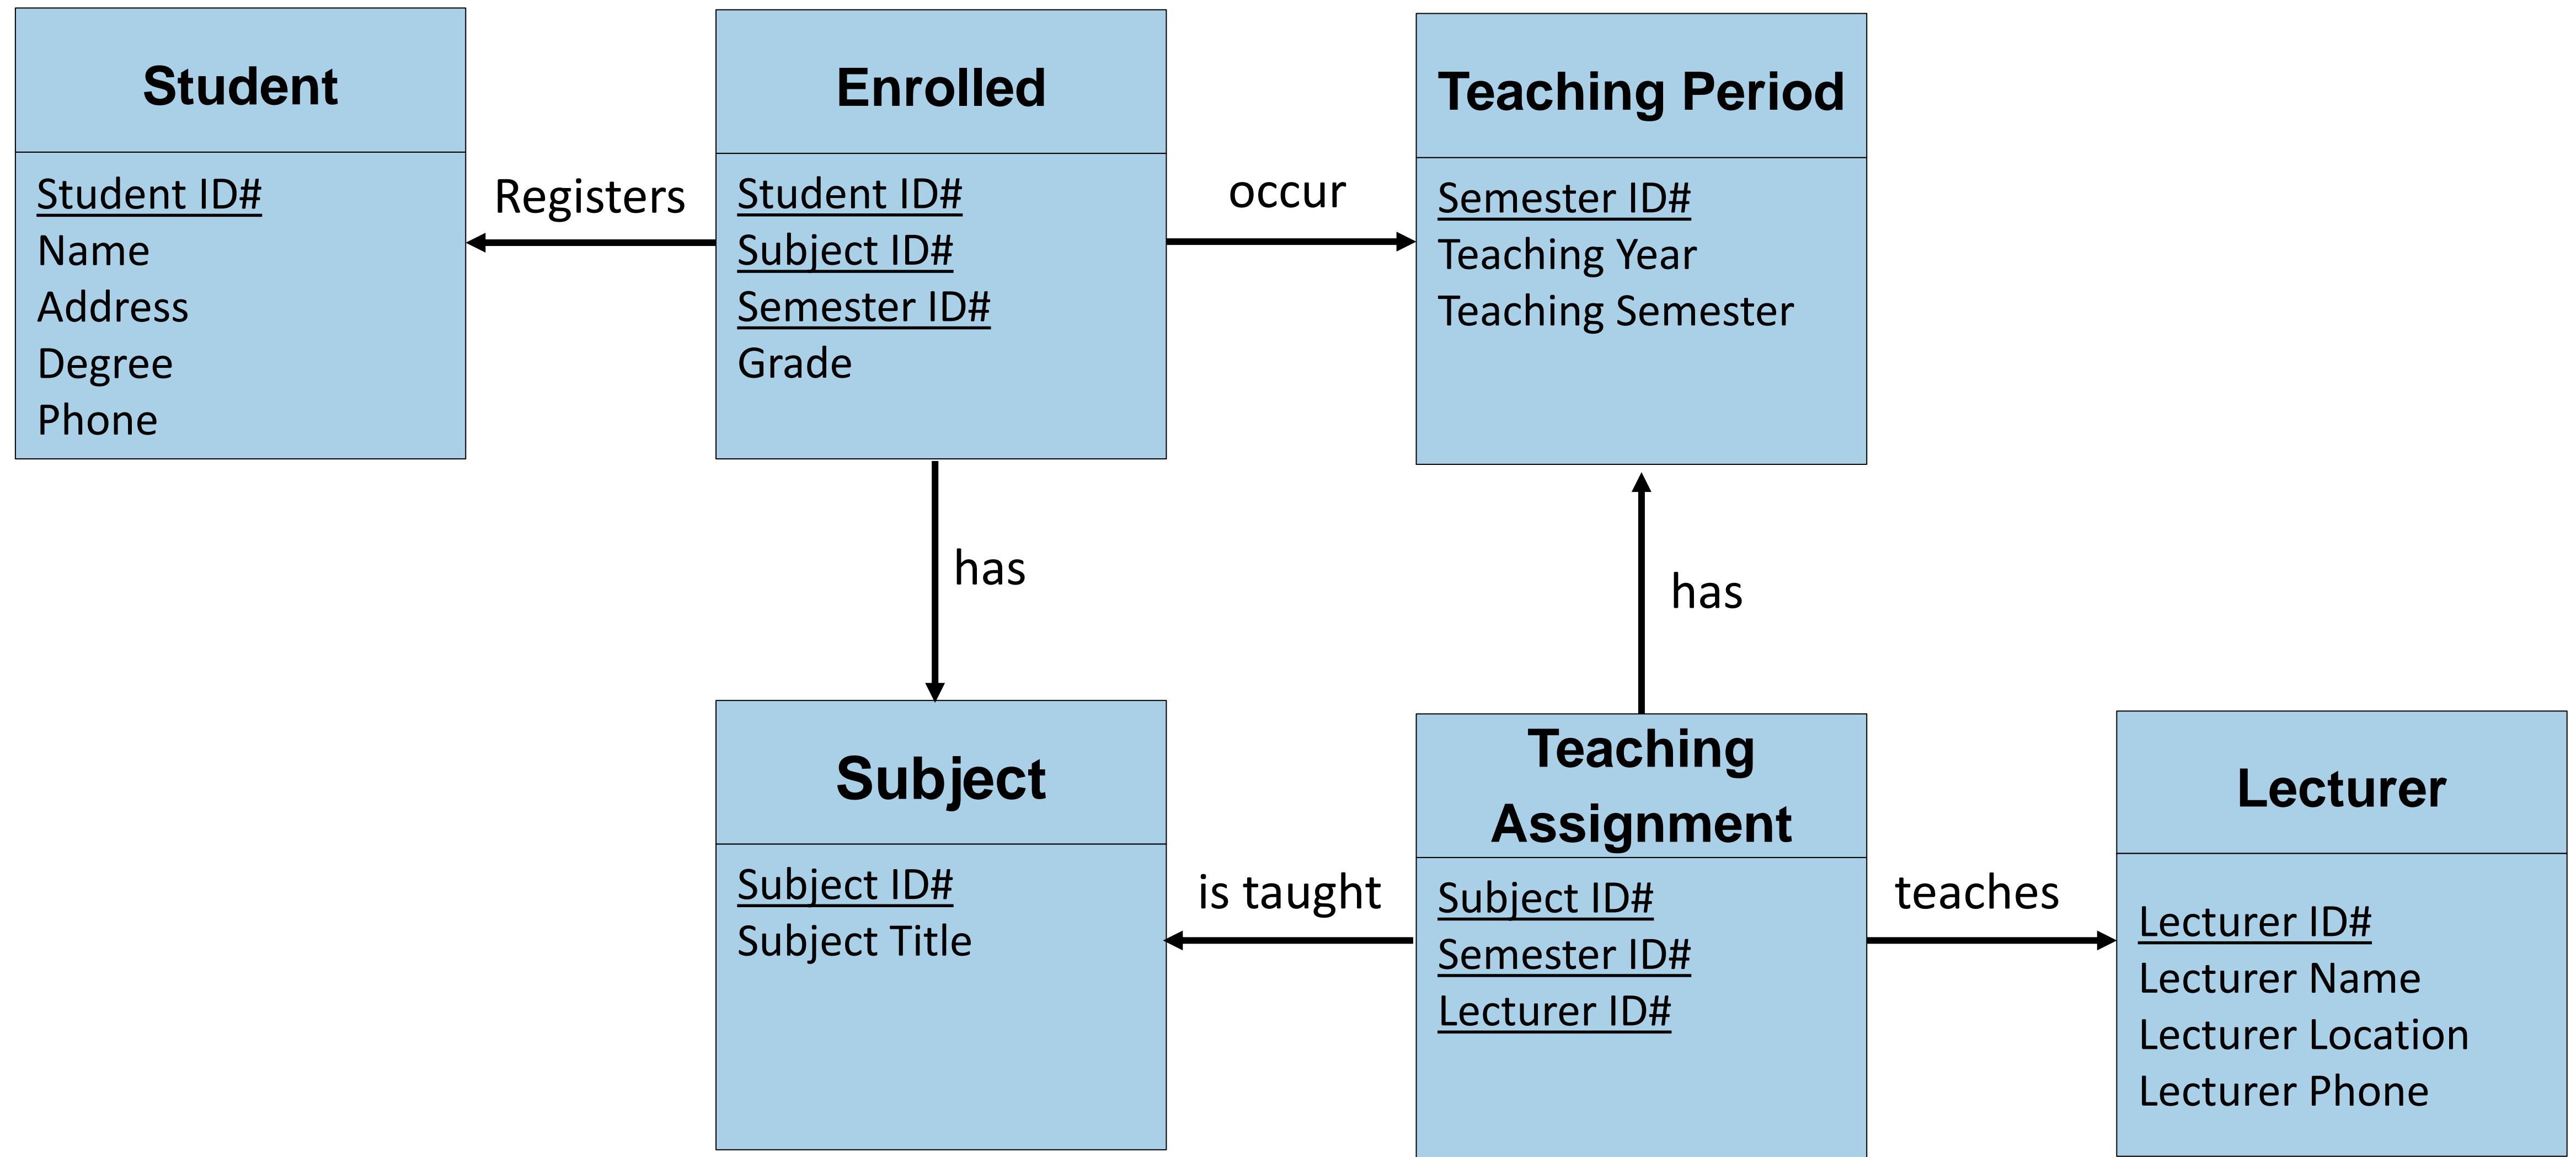 Student
Student ID#
Name
Address
Degree
Phone
Registers
Enrolled
Student ID#
Subject ID#
Semester ID#
Grade
occur
Teaching Period
Semester ID#
Teaching Year
Teaching Semester
has
has
Subject
Subject ID#
Subject Title
is taught
Teaching
Assignment
Subject ID#
Semester ID#
Lecturer ID#
teaches
Lecturer
Lecturer ID#
Lecturer Name
Lecturer Location
Lecturer Phone